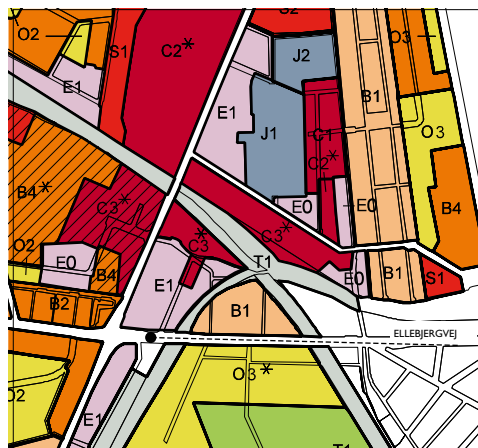 S2
O2
S1
C2*
J2
O3
E1
E1
B1
J1
C1
O3
C2*
B4*
C3*
E0
E0
B4
C3*
C3*
O2
E0
B4
T1
E1
E0
B1
S1
B2
B1
ELLEBJERGVEJ
O3*
O2
E1
T1